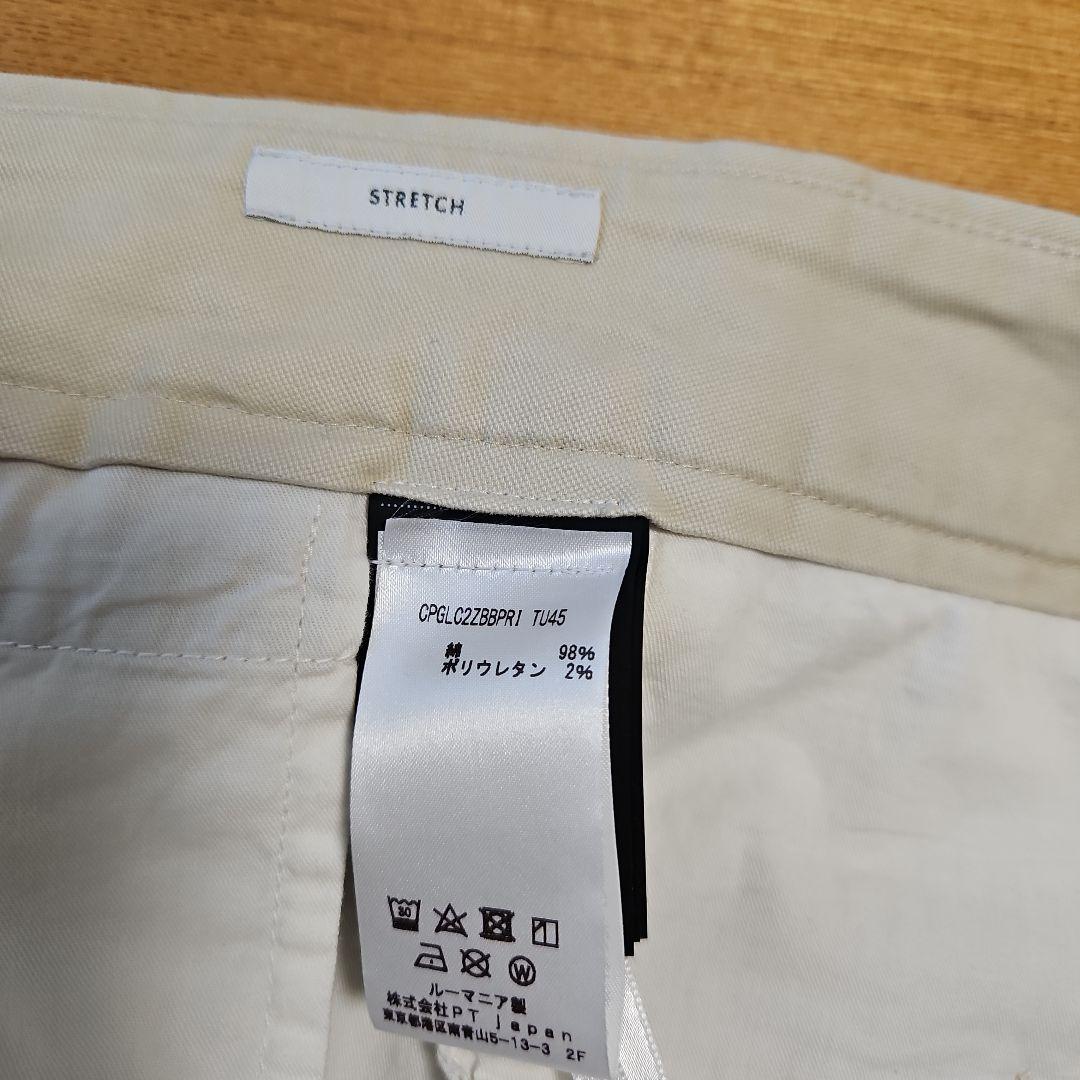 STRETCH
CPGLC2ZBBPRI TU45
綿 98%
ポリウレタン 2%
30
W
ルーマニア製
株式会社PT japan
東京都港区南青山5-13-3 2F